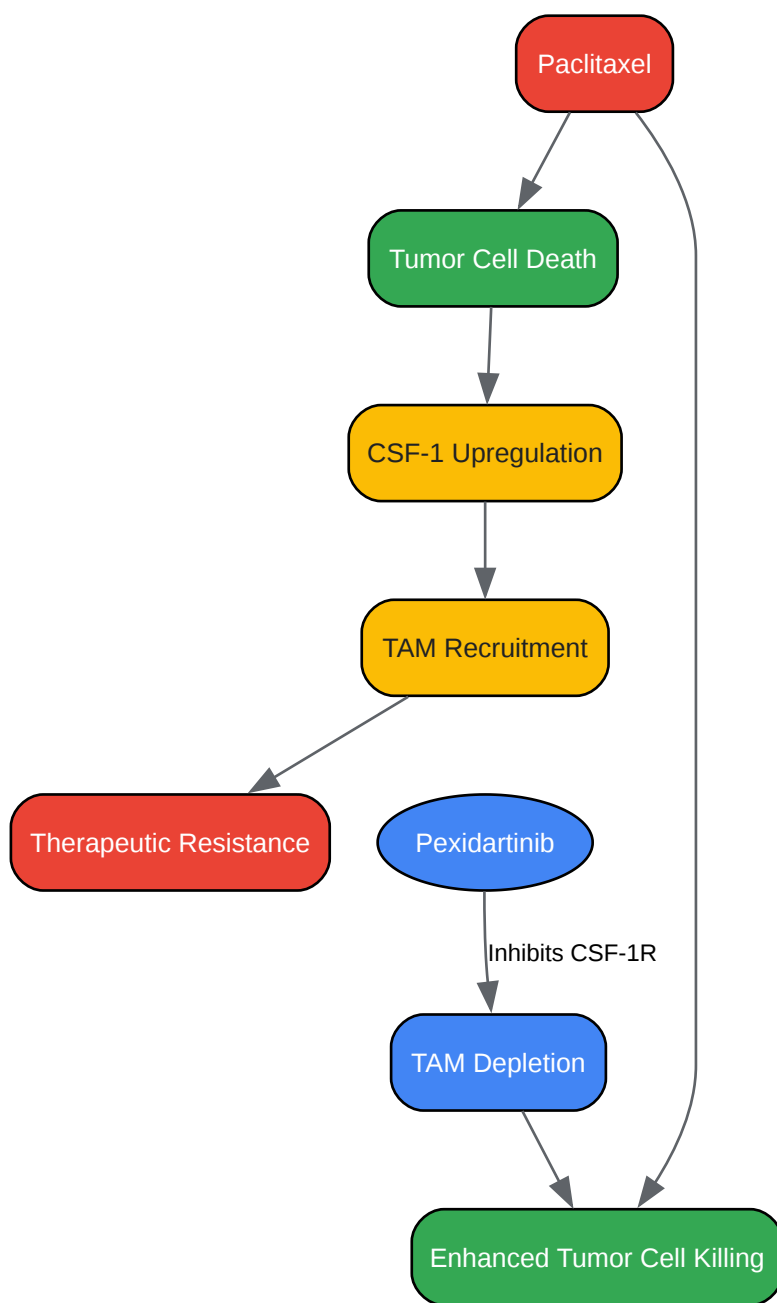 Paclitaxel
Tumor Cell Death
CSF-1 Upregulation
TAM Recruitment
Therapeutic Resistance
Pexidartinib
Inhibits CSF-1R
TAM Depletion
Enhanced Tumor Cell Killing